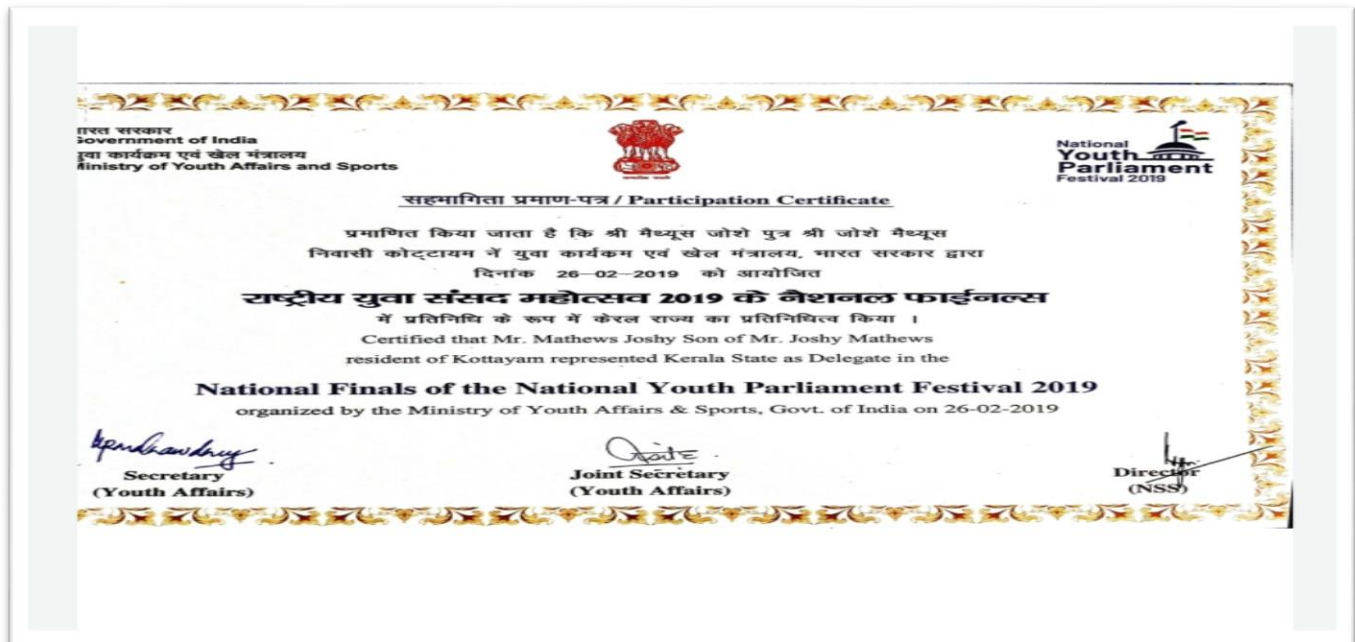 ारत सरकार
Government of India
युवा कार्यक्रम एवं खेल मंत्रालय
Ministry of Youth Affairs and Sports
National
Youth
Parliament
Festival 2019
सहभागिता प्रमाण-पत्र / Participation Certificate
प्रमाणित किया जाता है कि श्री मैथ्यूस जोशे पुत्र श्री जोशे मैथ्यूस
निवासी कोट्टायम नें युवा कार्यकम एवं खेल मंत्रालय, भारत सरकार द्वारा
दिनांक 26-02-2019 को आयोजित
राष्ट्रीय युवा संसद महोत्सव 2019 के नैशनल फाईनल्स
में प्रतिनिधि के रूप में केरल राज्य का प्रतिनिधित्व किया ।
Certified that Mr. Mathews Joshy Son of Mr. Joshy Mathews
resident of Kottayam represented Kerala State as Delegate in the
National Finals of the National Youth Parliament Festival 2019
organized by the Ministry of Youth Affairs & Sports, Govt. of India on 26-02-2019
Secretary
(Youth Affairs)
Joint Secretary
(Youth Affairs)
Director
(NSS)